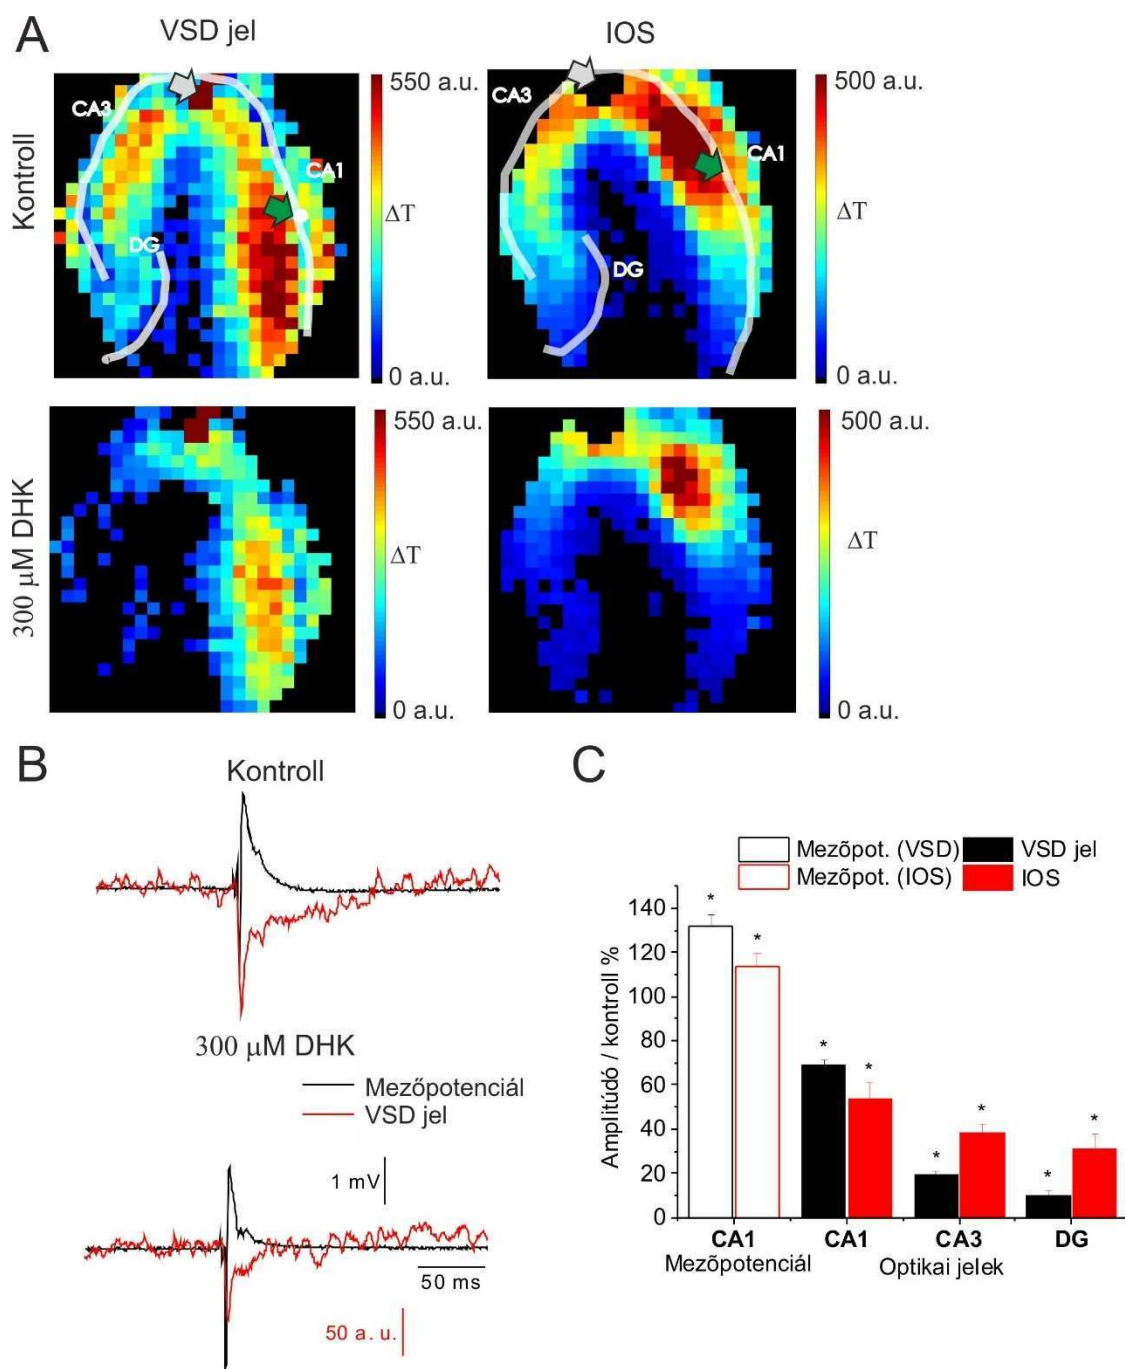 A
VSD jel
IOS
Kontroll
CA3
CA1
DG
550 a.u.
ΔT
0 a.u.
CA3
CA1
DG
500 a.u.
ΔT
0 a.u.
300 μM DHK
550 a.u.
ΔT
0 a.u.
500 a.u.
ΔT
0 a.u.
B
Kontroll
300 μM DHK
Mezőpotenciál
VSD jel
1 mV
50 ms
50 a. u.
C
Mezõpot. (VSD)
VSD jel
Mezõpot. (IOS)
IOS
Amplitúdó / kontroll %
140
120
100
80
60
40
20
0
*
*
*
*
*
*
*
*
CA1
CA1
CA3
DG
Mezõpotenciál
Optikai jelek